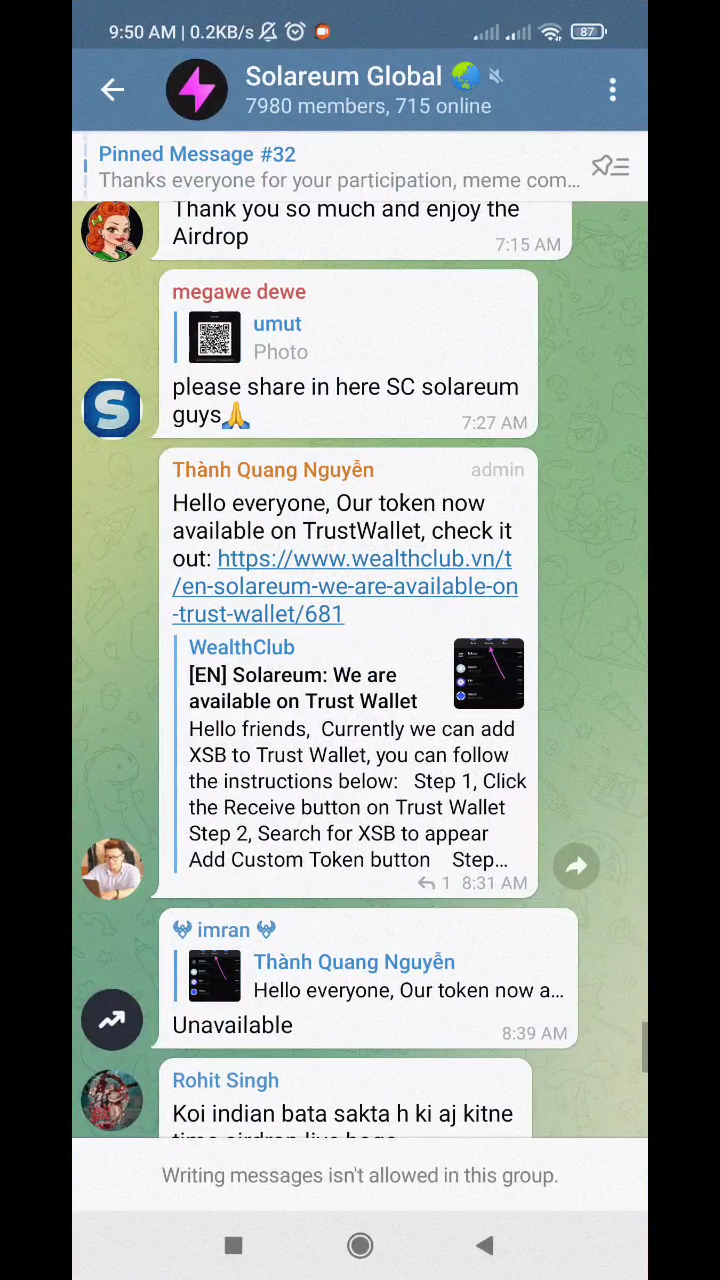 9:50 AM | 0.2KB/s
87
Solareum Global
7980 members, 715 online
Pinned Message #32
Thanks everyone for your participation, meme com...
Thank you so much and enjoy the
Airdrop
7:15 AM
megawe dewe
umut
Photo
please share in here SC solareum
guys🙏
7:27 AM
Thành Quang Nguyễn
admin
Hello everyone, Our token now
available on TrustWallet, check it
out: https://www.wealthclub.vn/t
/en-solareum-we-are-available-on
-trust-wallet/681
WealthClub
[EN] Solareum: We are
available on Trust Wallet
Hello friends,  Currently we can add
XSB to Trust Wallet, you can follow
the instructions below:   Step 1, Click
the Receive button on Trust Wallet
Step 2, Search for XSB to appear
Add Custom Token button    Step...
1 8:31 AM
imran
Thành Quang Nguyễn
Hello everyone, Our token now a...
Unavailable
8:39 AM
Rohit Singh
Koi indian bata sakta h ki aj kitne
Writing messages isn't allowed in this group.